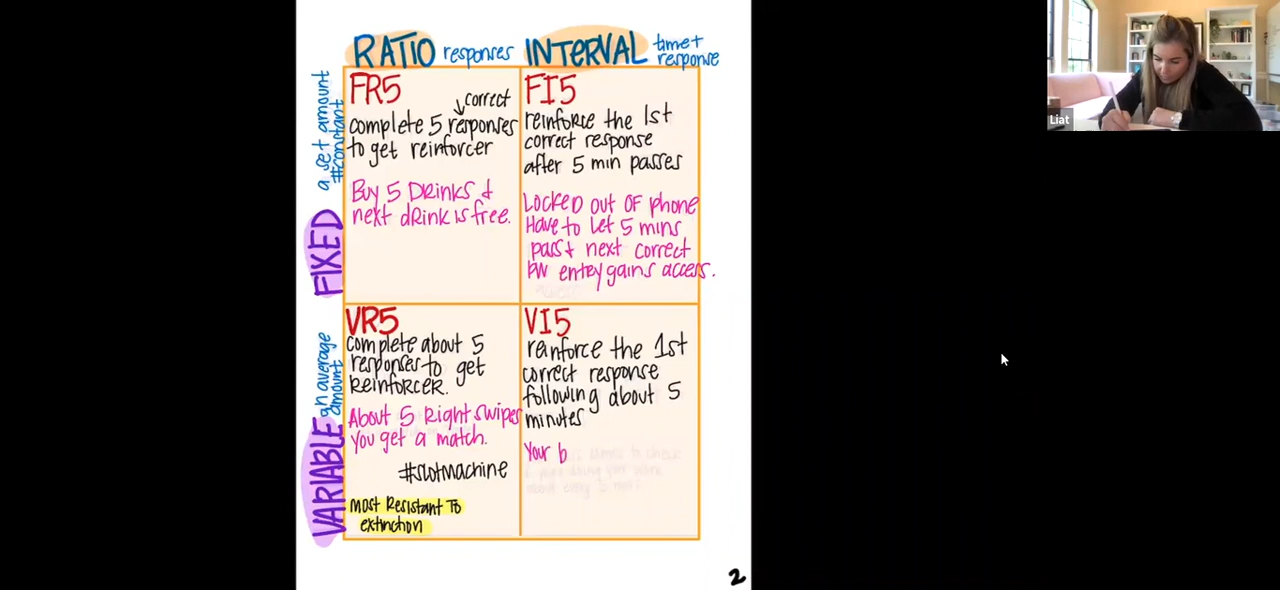 RATIO responses INTERVAL time + response
FIXED a set amount #constant
FR5
correct
complete 5 responses
to get reinforcer
Buy 5 Drinks &
next drink is free.
FI5
reinforce the 1st
correct response
after 5 min passes
Locked out of phone
Have to let 5 mins
pass + next correct
PW entry gains access.
VARIABLE an average amount
VR5
complete about 5
responses to get
Reinforcer.
About 5 Right swipes
You get a match.
#slotmachine
most Resistant To
extinction
VI5
reinforce the 1st
correct response
following about 5
minutes
Your b
2
Liat